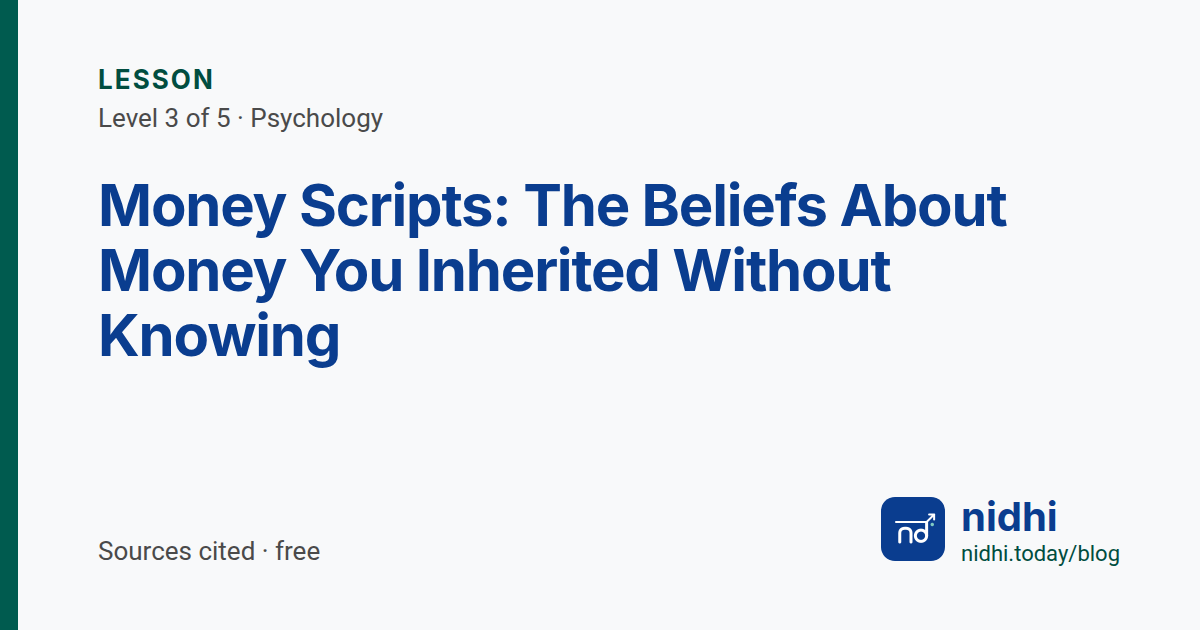 LESSON
Level 3 of 5 · Psychology
Money Scripts: The Beliefs About
Money You Inherited Without
Knowing
Sources cited · free
nd
nidhi
nidhi.today/blog